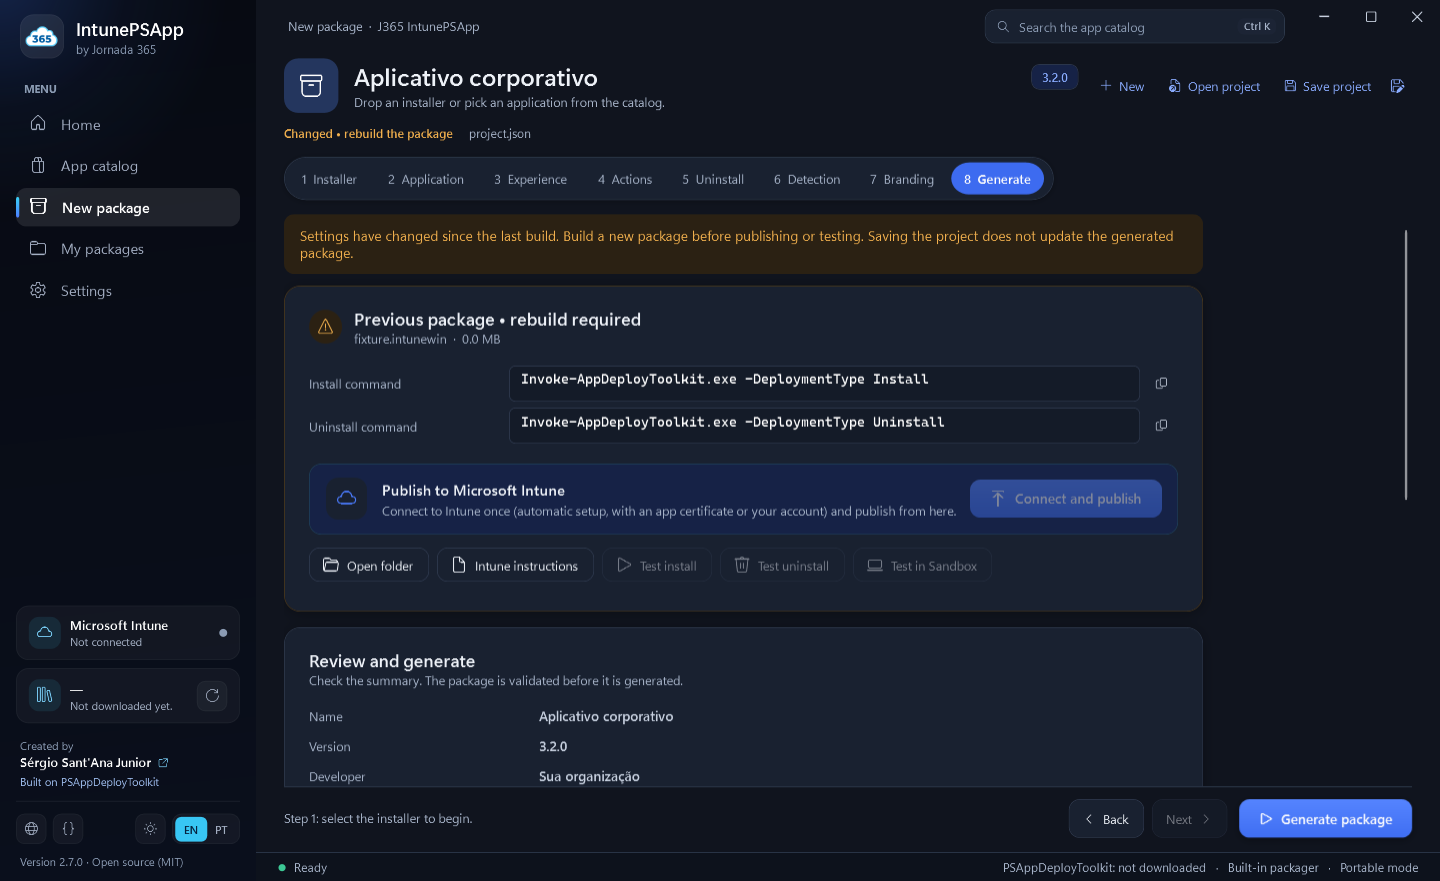 365
IntunePSApp
by Jornada 365
MENU
Home
App catalog
New package
My packages
Settings
Microsoft Intune
Not connected
—
Not downloaded yet.
Created by
Sérgio Sant'Ana Junior
Built on PSAppDeployToolkit
{}
EN PT
Version 2.7.0 · Open source (MIT)
New package · J365 IntunePSApp
Search the app catalog Ctrl K
Aplicativo corporativo
Drop an installer or pick an application from the catalog.
3.2.0
New Open project Save project
Changed • rebuild the package project.json
1 Installer 2 Application 3 Experience 4 Actions 5 Uninstall 6 Detection 7 Branding 8 Generate
Settings have changed since the last build. Build a new package before publishing or testing. Saving the project does not update the generated
package.
Previous package • rebuild required
fixture.intunewin · 0.0 MB
Install command Invoke-AppDeployToolkit.exe -DeploymentType Install
Uninstall command Invoke-AppDeployToolkit.exe -DeploymentType Uninstall
Publish to Microsoft Intune
Connect to Intune once (automatic setup, with an app certificate or your account) and publish from here.
Connect and publish
Open folder Intune instructions Test install Test uninstall Test in Sandbox
Review and generate
Check the summary. The package is validated before it is generated.
Name Aplicativo corporativo
Version 3.2.0
Developer Sua organização
Step 1: select the installer to begin.
Back Next Generate package
Ready
PSAppDeployToolkit: not downloaded · Built-in packager · Portable mode